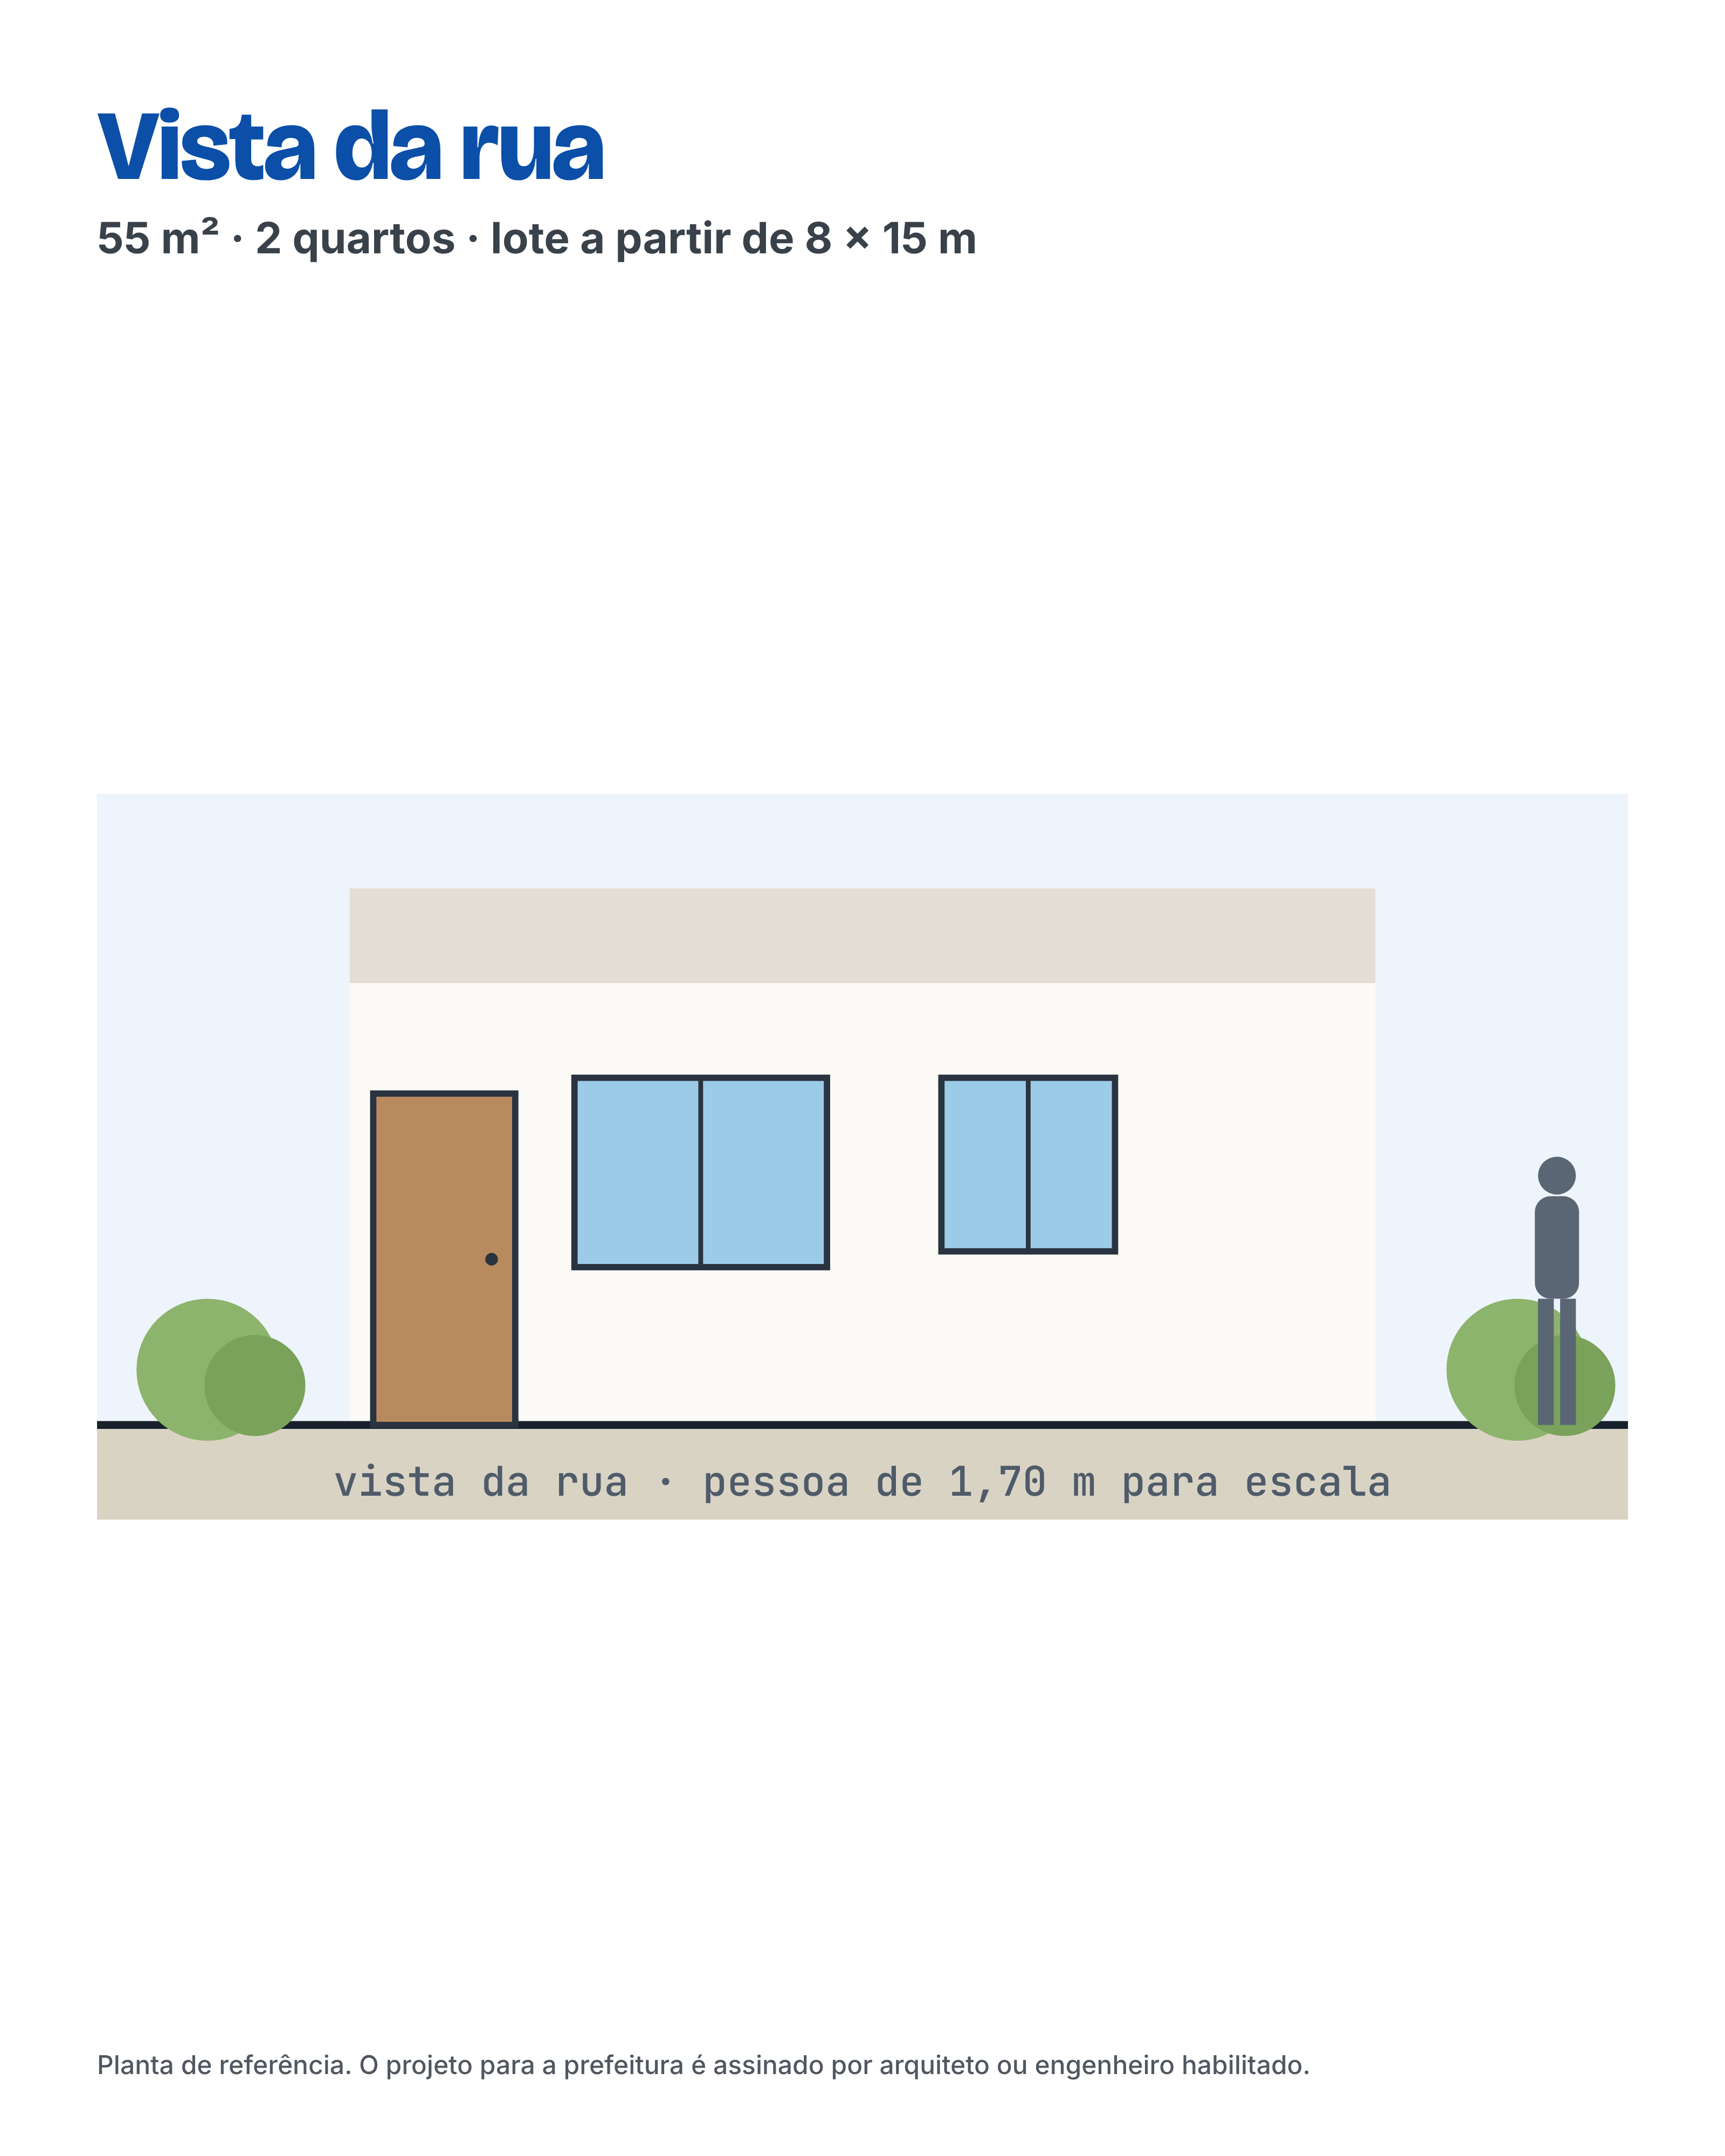 Vista da rua
55 m² · 2 quartos · lote a partir de 8 × 15 m
vista da rua · pessoa de 1,70 m para escala
Planta de referência. O projeto para a prefeitura é assinado por arquiteto ou engenheiro habilitado.